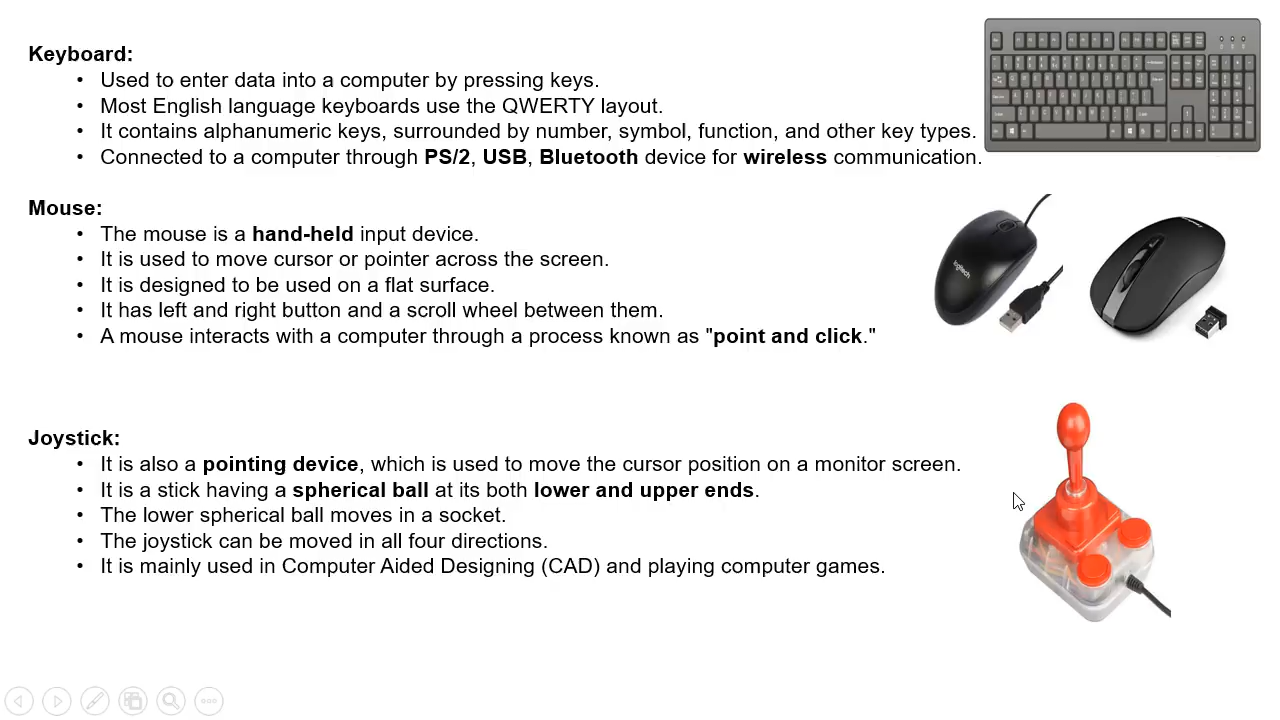 Keyboard:
• Used to enter data into a computer by pressing keys.
• Most English language keyboards use the QWERTY layout.
• It contains alphanumeric keys, surrounded by number, symbol, function, and other key types.
• Connected to a computer through PS/2, USB, Bluetooth device for wireless communication.
Mouse:
• The mouse is a hand-held input device.
• It is used to move cursor or pointer across the screen.
• It is designed to be used on a flat surface.
• It has left and right button and a scroll wheel between them.
• A mouse interacts with a computer through a process known as "point and click."
logitech
Joystick:
• It is also a pointing device, which is used to move the cursor position on a monitor screen.
• It is a stick having a spherical ball at its both lower and upper ends.
• The lower spherical ball moves in a socket.
• The joystick can be moved in all four directions.
• It is mainly used in Computer Aided Designing (CAD) and playing computer games.